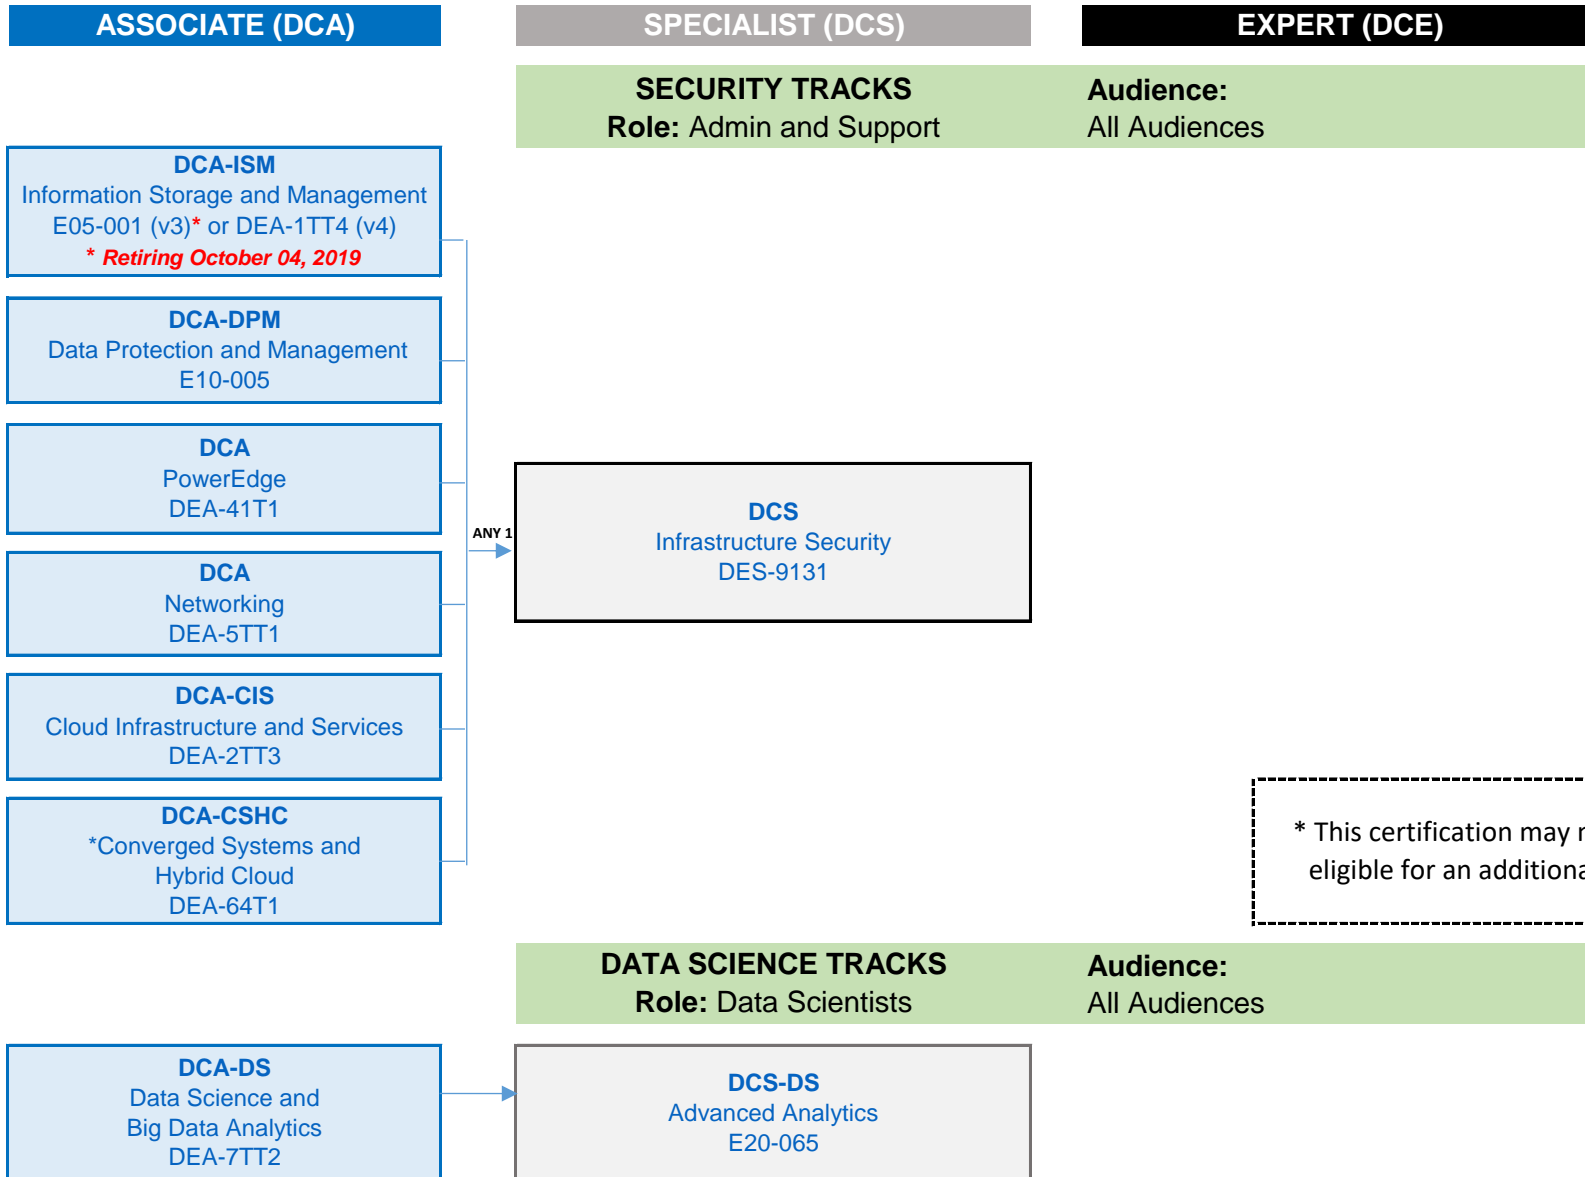 ASSOCIATE (DCA)
SPECIALIST (DCS)
EXPERT (DCE)
SECURITY TRACKS
Role: Admin and Support
Audience:
All Audiences
DCA-ISM
Information Storage and Management
E05-001 (v3)* or DEA-1TT4 (v4)
* Retiring October 04, 2019
DCA-DPM
Data Protection and Management
E10-005
DCA
PowerEdge
DEA-41T1
DCA
Networking
DEA-5TT1
DCA-CIS
Cloud Infrastructure and Services
DEA-2TT3
DCA-CSHC
*Converged Systems and
Hybrid Cloud
DEA-64T1
ANY 1
DCS
Infrastructure Security
DES-9131
* This certification may
eligible for an
DATA SCIENCE TRACKS
Role: Data Scientists
Audience:
All Audiences
DCA-DS
Data Science and
Big Data Analytics
DEA-7TT2
DCS-DS
Advanced Analytics
E20-065